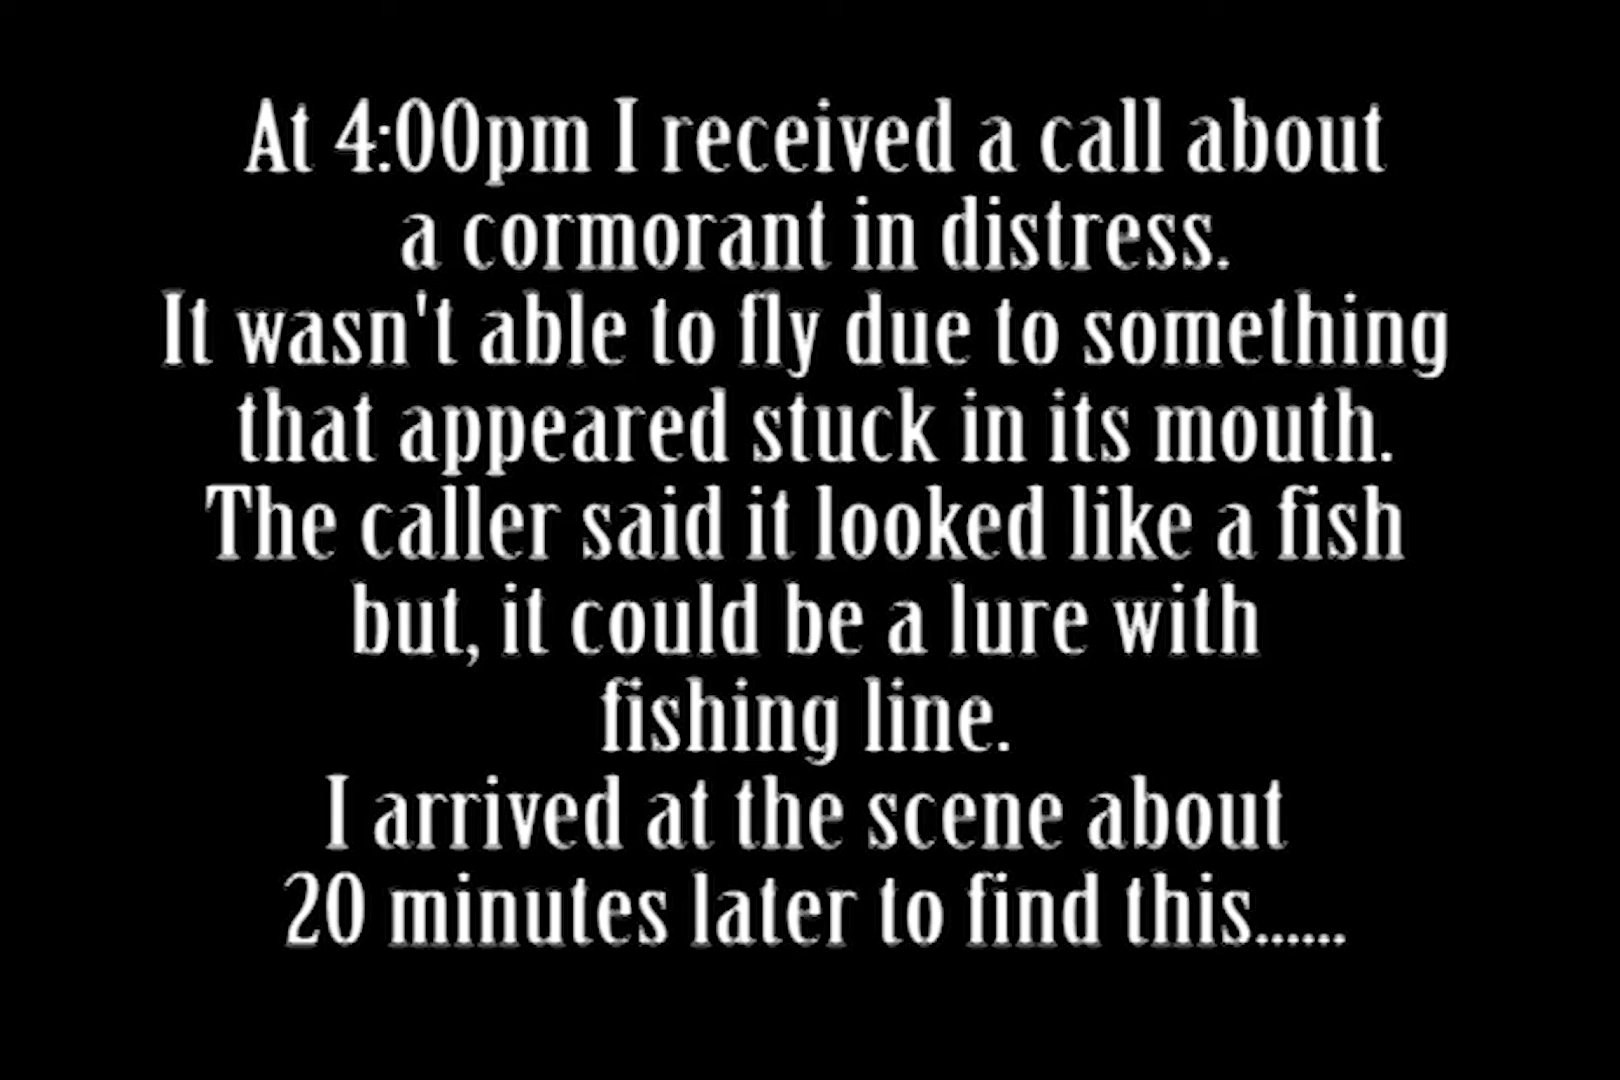 At 4:00pm I received a call about
a cormorant in distress.
It wasn't able to fly due to something
that appeared stuck in its mouth.
The caller said it looked like a fish
but, it could be a lure with
fishing line.
I arrived at the scene about
20 minutes later to find this......